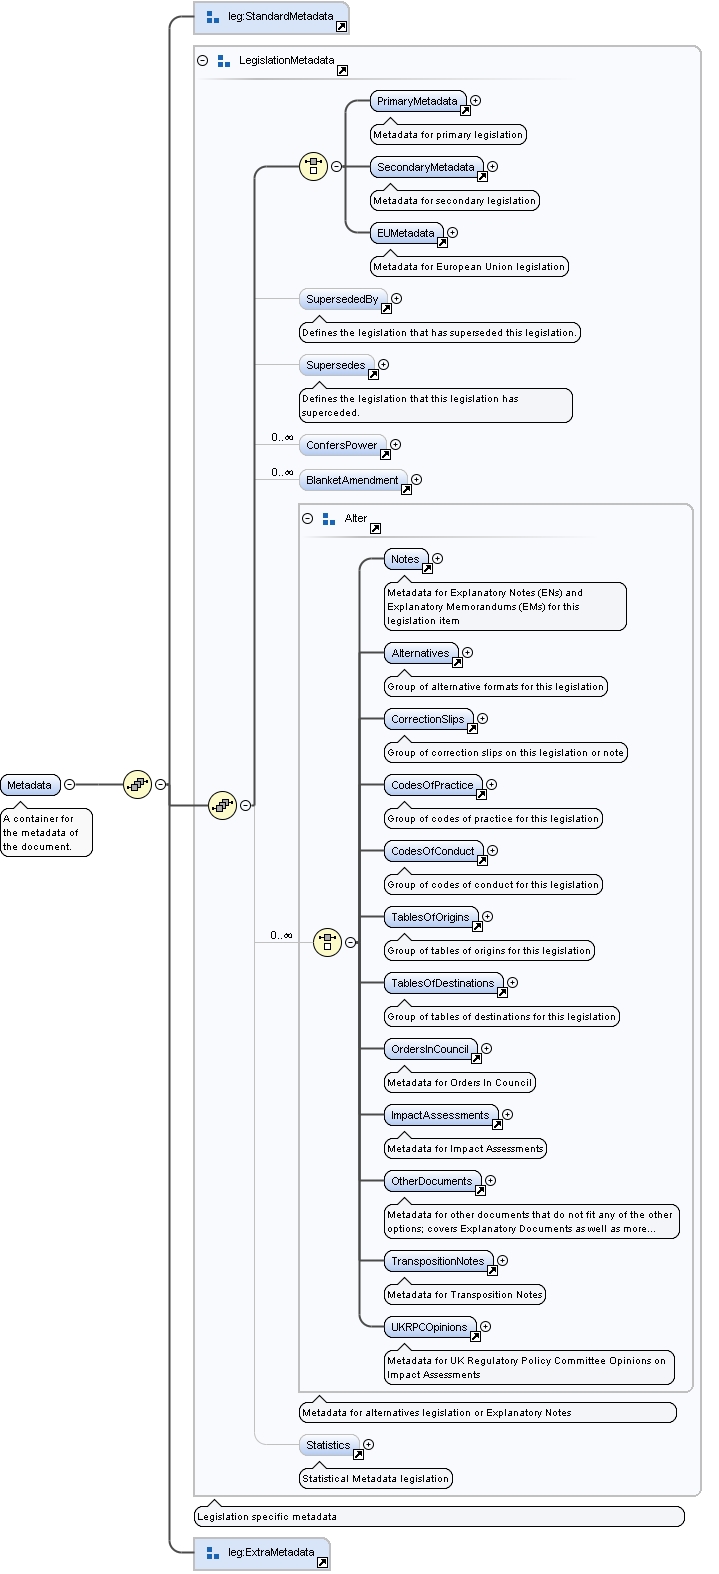 leg:StandardMetadata
LegislationMetadata
PrimaryMetadata
Metadata for primary legislation
SecondaryMetadata
Metadata for secondary legislation
EUMetadata
Metadata for European Union legislation
SupersededBy
Defines the legislation that has superseded this legislation.
Supersedes
Defines the legislation that this legislation has
superceded.
0..∞
ConfersPower
0..∞
BlanketAmendment
Alter
Notes
Metadata for Explanatory Notes (ENs) and
Explanatory Memorandums (EMs) for this
legislation item
Alternatives
Group of alternative formats for this legislation
CorrectionSlips
Group of correction slips on this legislation or note
Metadata
A container for
the metadata of
the document.
CodesOfPractice
Group of codes of practice for this legislation
CodesOfConduct
Group of codes of conduct for this legislation
TablesOfOrigins
0..∞
Group of tables of origins for this legislation
TablesOfDestinations
Group of tables of destinations for this legislation
OrdersInCouncil
Metadata for Orders In Council
ImpactAssessments
Metadata for Impact Assessments
OtherDocuments
Metadata for other documents that do not fit any of the other
options; covers Explanatory Documents as well as more...
TranspositionNotes
Metadata for Transposition Notes
UKRPCOpinions
Metadata for UK Regulatory Policy Committee Opinions on
Impact Assessments
Metadata for alternatives legislation or Explanatory Notes
Statistics
Statistical Metadata legislation
Legislation specific metadata
leg:ExtraMetadata